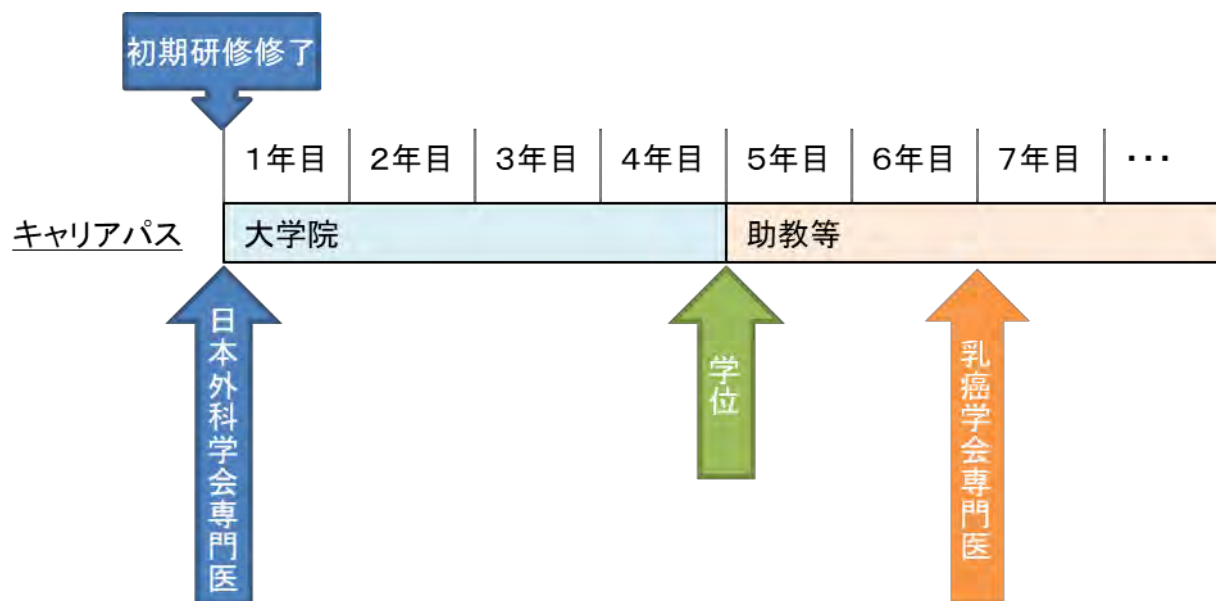 初期研修修了
1年目
2年目
3年目
4年目
5年目
6年目
7年目
・・・
キャリアパス
大学院
助教等
日本外科学会専門医
学位
乳癌学会専門医